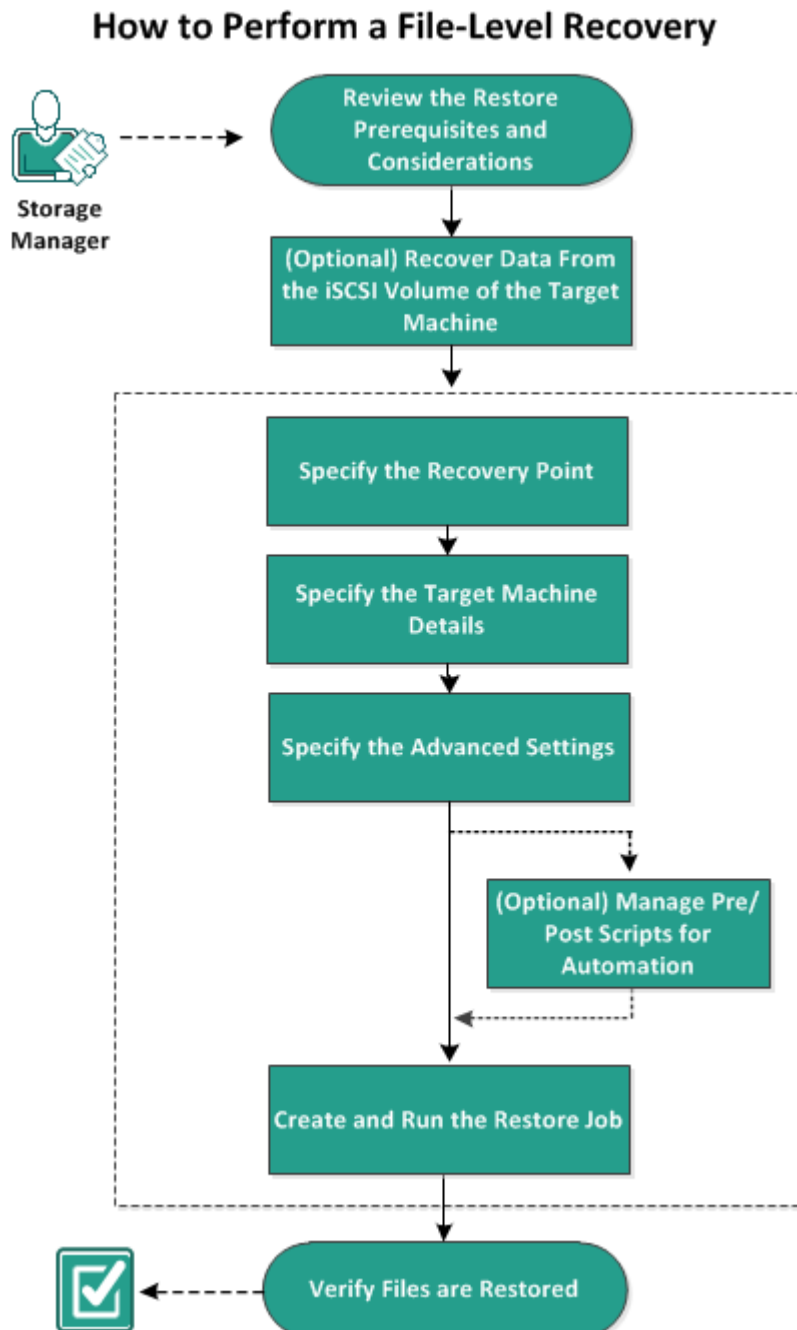 How to Perform a File-Level Recovery
Review the Restore
Prerequisites and
Considerations
Storage
Manager
(Optional) Recover Data From
the iSCSI Volume of the Target
Machine
Specify the Recovery Point
Specify the Target Machine
Details
Specify the Advanced Settings
(Optional) Manage Pre/
Post Scripts for
Automation
Create and Run the Restore Job
Verify Files are Restored